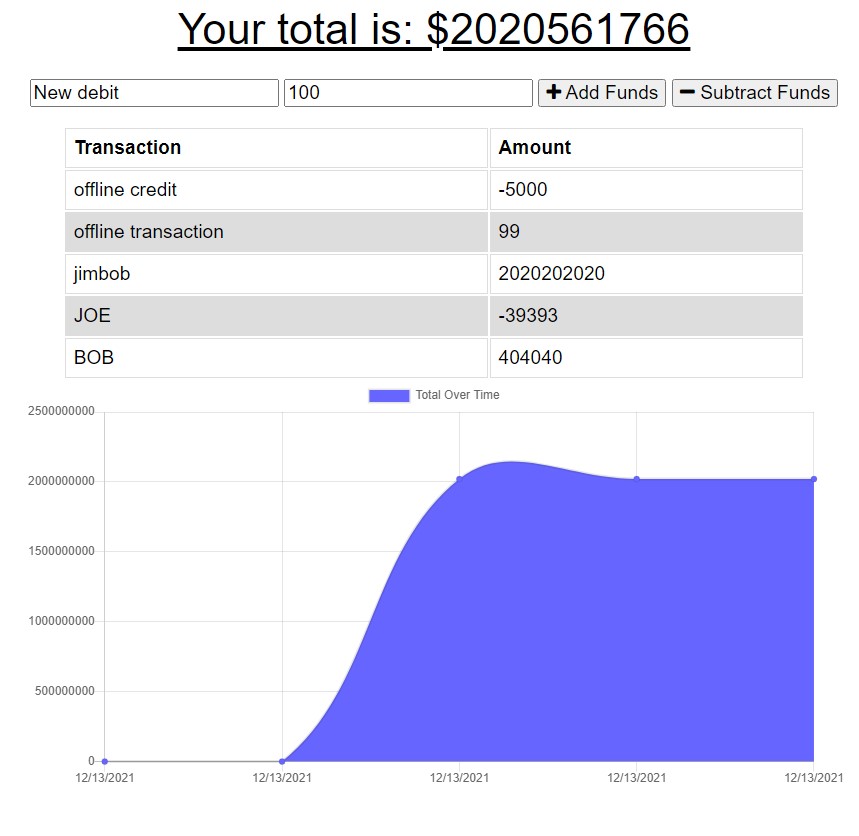 Your total is: $2020561766
New debit 100 Add Funds Subtract Funds
Transaction Amount
offline credit -5000
offline transaction 99
jimbob 2020202020
JOE -39393
BOB 404040
Total Over Time
2500000000
2000000000
1500000000
1000000000
500000000
0
12/13/2021 12/13/2021 12/13/2021 12/13/2021 12/13/2021